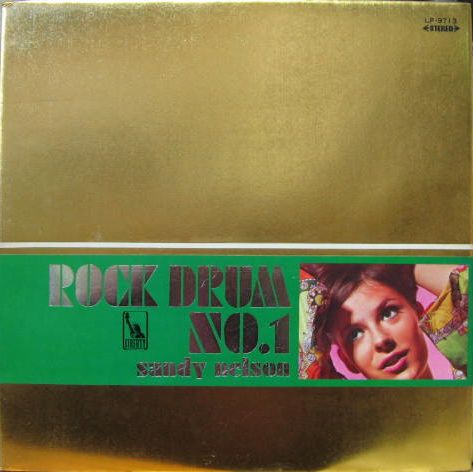 LP-9713
STEREO
ROCK DRUM
NO.1
LIBERTY
sandy nelson